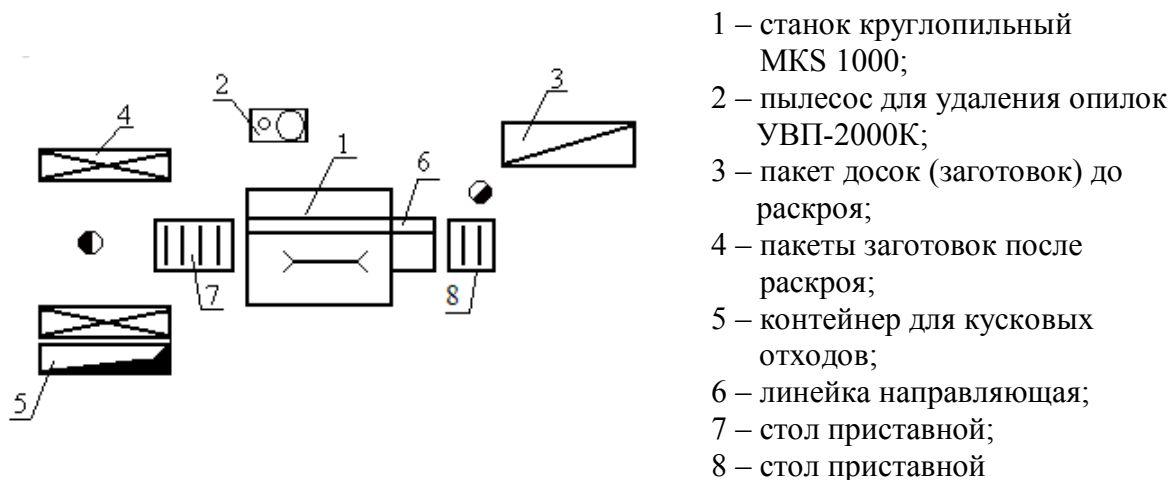 1 – станок круглопильный
MKS 1000;
2 – пылесос для удаления опилок
УВП-2000К;
3 – пакет досок (заготовок) до
раскроя;
4 – пакеты заготовок после
раскроя;
5 – контейнер для кусковых
отходов;
6 – линейка направляющая;
7 – стол приставной;
8 – стол приставной
2
3
4
1
6
7
8
5